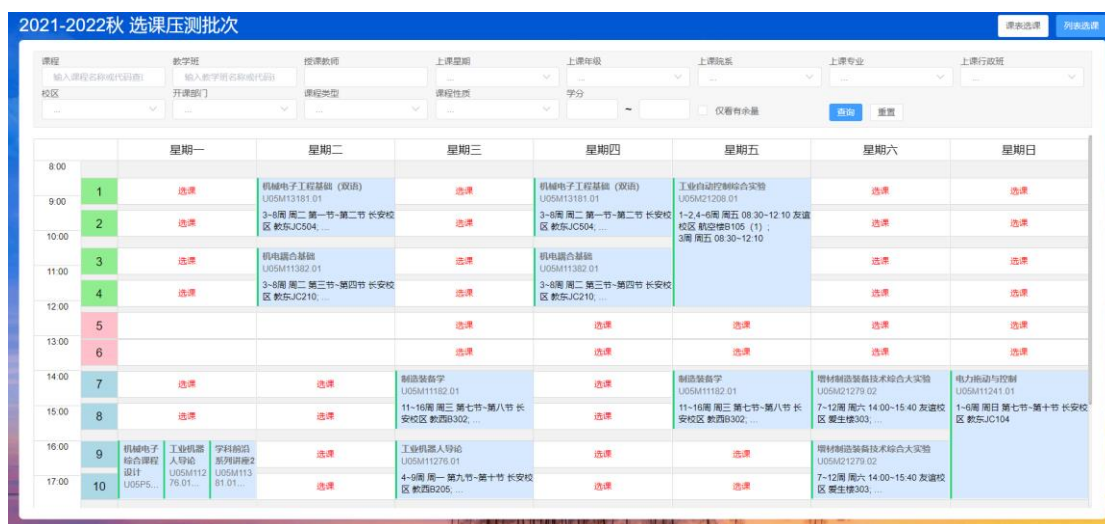 2021-2022秋 选课压测批次
课表选课 列表选课
课程 教学班 授课教师 上课星期 上课年级 上课院系 上课专业 上课行政班
输入课程名称或代码查i 输入教学班名称或代码i ... ... ... ... ...
校区 开课部门 课程类型 课程性质 学分
... ... ... ... ~ 仅看有余量 查询 重置
星期一 星期二 星期三 星期四 星期五 星期六 星期日
8:00
9:00
10:00
11:00
12:00
13:00
14:00
15:00
16:00
17:00
1
2
3
4
5
6
7
8
9
10
选课
选课
选课
选课
选课
选课
机械电子
综合课程
设计
U05P5...
工业机器
人导论
U05M112
76.01...
学科前沿
系列讲座2
U05M113
81.01...
机械电子工程基础（双语）
U05M13181.01
3~8周 周二 第一节~第二节 长安校
区 教东JC504; ...
机电耦合基础
U05M11382.01
3~8周 周二 第三节~第四节 长安校
区 教东JC210; ...
选课
选课
选课
选课
选课
选课
选课
选课
选课
选课
制造装备学
U05M11182.01
11~16周 周三 第七节~第八节 长
安校区 教西B302; ...
工业机器人导论
U05M11276.01
4~9周 周一 第九节~第十节 长安校
区 教西B205; ...
机械电子工程基础（双语）
U05M13181.01
3~8周 周二 第一节~第二节 长安校
区 教东JC504; ...
机电耦合基础
U05M11382.01
3~8周 周二 第三节~第四节 长安校
区 教东JC210; ...
选课
选课
选课
选课
选课
选课
工业自动控制综合实验
U05M21208.01
1~2,4~6周 周五 08:30~12:10 友谊
校区 航空楼B105（1）;
3周 周五 08:30~12:10
选课
选课
制造装备学
U05M11182.01
11~16周 周三 第七节~第八节 长
安校区 教西B302; ...
选课
选课
选课
选课
选课
选课
选课
选课
增材制造装备技术综合大实验
U05M21279.02
7~12周 周六 14:00~15:40 友谊校
区 爱生楼303; ...
增材制造装备技术综合大实验
U05M21279.02
7~12周 周六 14:00~15:40 友谊校
区 爱生楼303; ...
选课
选课
选课
选课
选课
选课
电力拖动与控制
U05M11241.01
1~6周 周日 第七节~第十节 长安校
区 教东JC104